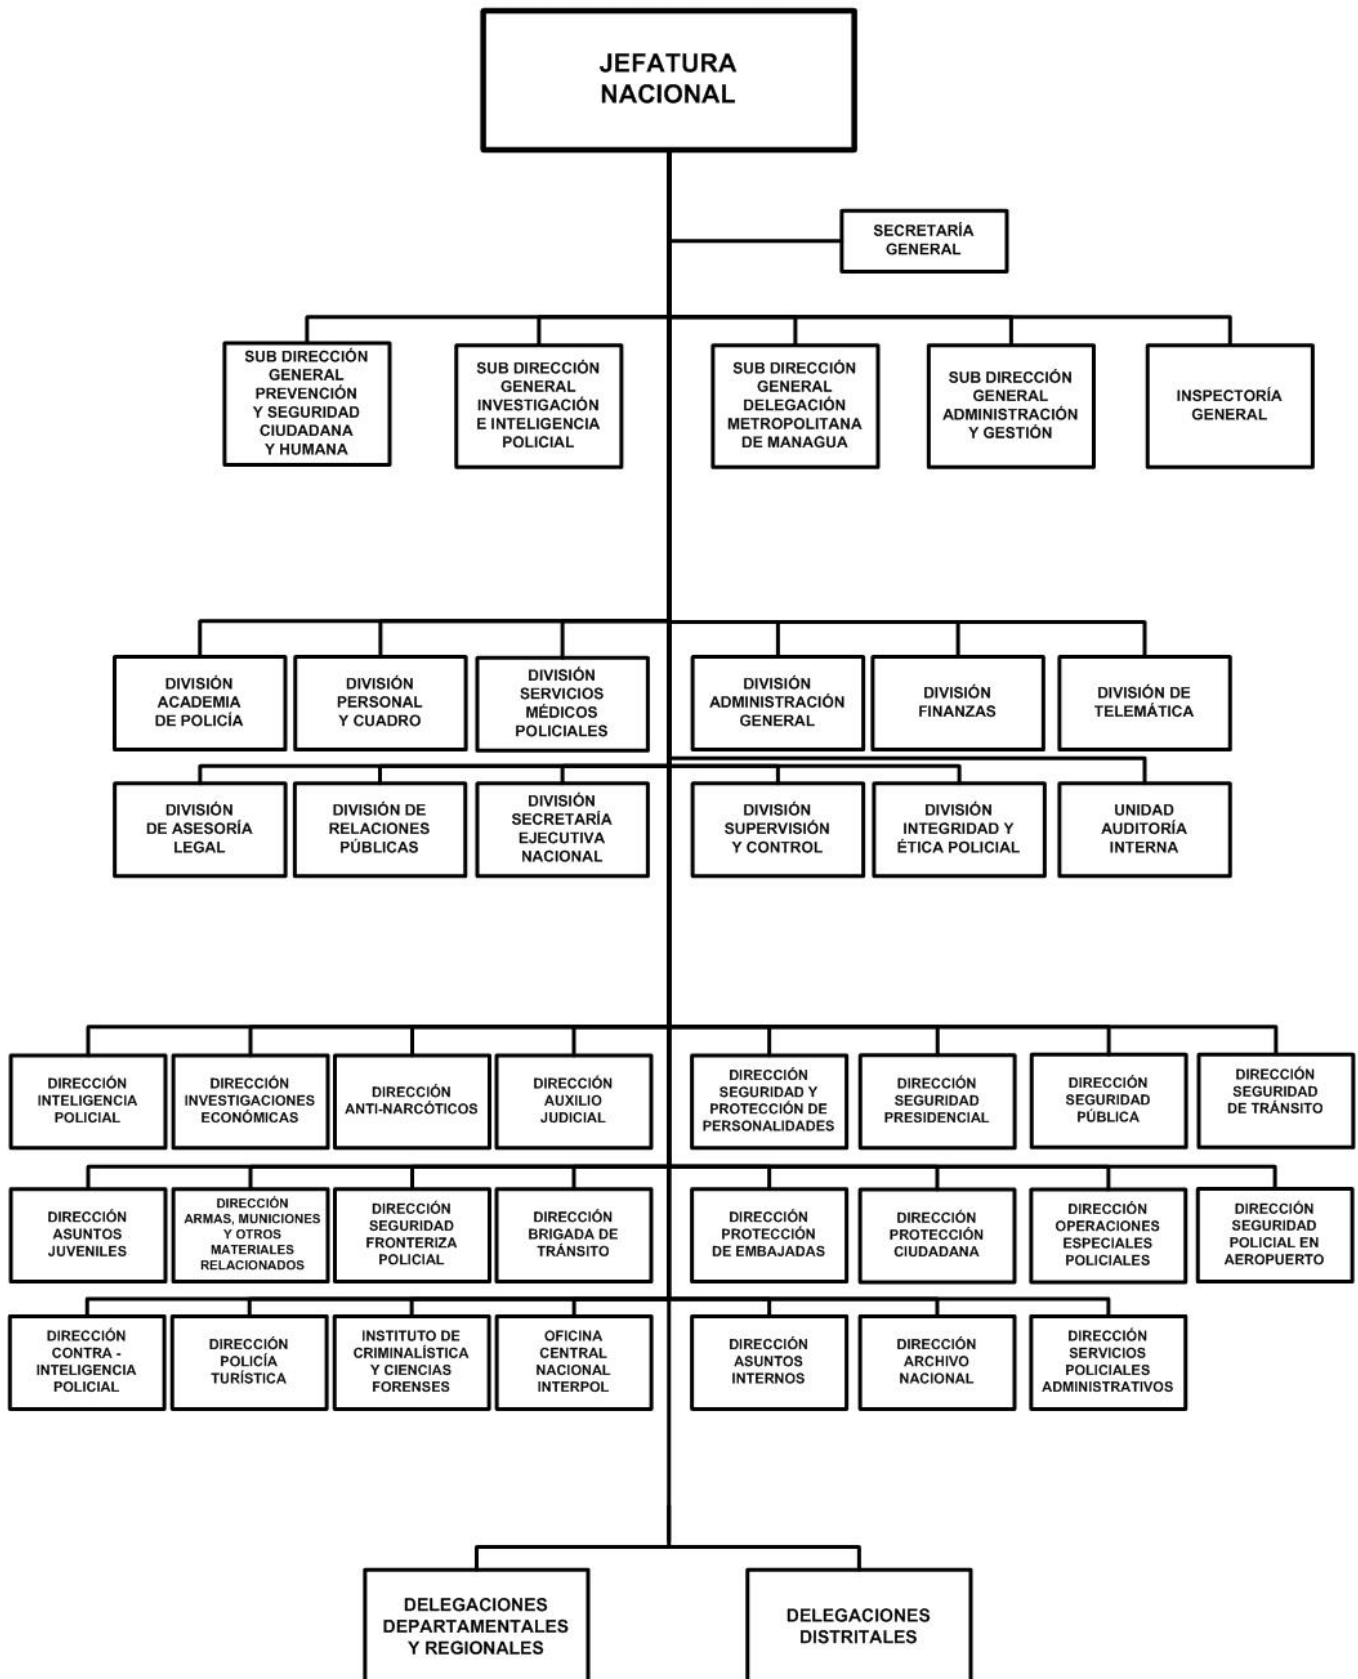 JEFATURA
NACIONAL
SECRETARÍA
GENERAL
SUB DIRECCIÓN
GENERAL
PREVENCIÓN
Y SEGURIDAD
CIUDADANA
Y HUMANA
SUB DIRECCIÓN
GENERAL
INVESTIGACIÓN
E INTELIGENCIA
POLICIAL
SUB DIRECCIÓN
GENERAL
DELEGACIÓN
METROPOLITANA
DE MANAGUA
SUB DIRECCIÓN
GENERAL
ADMINISTRACIÓN
Y GESTIÓN
INSPECTORÍA
GENERAL
DIVISIÓN
ACADEMIA
DE POLICÍA
DIVISIÓN
PERSONAL
Y CUADRO
DIVISIÓN
SERVICIOS
MÉDICOS
POLICIALES
DIVISIÓN
ADMINISTRACIÓN
GENERAL
DIVISIÓN
FINANZAS
DIVISIÓN DE
TELEMÁTICA
DIVISIÓN
DE ASESORÍA
LEGAL
DIVISIÓN DE
RELACIONES
PÚBLICAS
DIVISIÓN
SECRETARÍA
EJECUTIVA
NACIONAL
DIVISIÓN
SUPERVISIÓN
Y CONTROL
DIVISIÓN
INTEGRIDAD Y
ÉTICA POLICIAL
UNIDAD
AUDITORÍA
INTERNA
DIRECCIÓN
INTELIGENCIA
POLICIAL
DIRECCIÓN
INVESTIGACIONES
ECONÓMICAS
DIRECCIÓN
ANTI-NARCÓTICOS
DIRECCIÓN
AUXILIO
JUDICIAL
DIRECCIÓN
SEGURIDAD Y
PROTECCIÓN DE
PERSONALIDADES
DIRECCIÓN
SEGURIDAD
PRESIDENCIAL
DIRECCIÓN
SEGURIDAD
PÚBLICA
DIRECCIÓN
SEGURIDAD
DE TRÁNSITO
DIRECCIÓN
ASUNTOS
JUVENILES
DIRECCIÓN
ARMAS, MUNICIONES
Y OTROS
MATERIALES
RELACIONADOS
DIRECCIÓN
SEGURIDAD
FRONTERIZA
POLICIAL
DIRECCIÓN
BRIGADA DE
TRÁNSITO
DIRECCIÓN
PROTECCIÓN
DE EMBAJADAS
DIRECCIÓN
PROTECCIÓN
CIUDADANA
DIRECCIÓN
OPERACIONES
ESPECIALES
POLICIALES
DIRECCIÓN
SEGURIDAD
POLICIAL EN
AEROPUERTO
DIRECCIÓN
CONTRA -
INTELIGENCIA
POLICIAL
DIRECCIÓN
POLICÍA
TURÍSTICA
INSTITUTO DE
CRIMINALÍSTICA
Y CIENCIAS
FORENSES
OFICINA
CENTRAL
NACIONAL
INTERPOL
DIRECCIÓN
ASUNTOS
INTERNOS
DIRECCIÓN
ARCHIVO
NACIONAL
DIRECCIÓN
SERVICIOS
POLICIALES
ADMINISTRATIVOS
DELEGACIONES
DEPARTAMENTALES
Y REGIONALES
DELEGACIONES
DISTRITALES